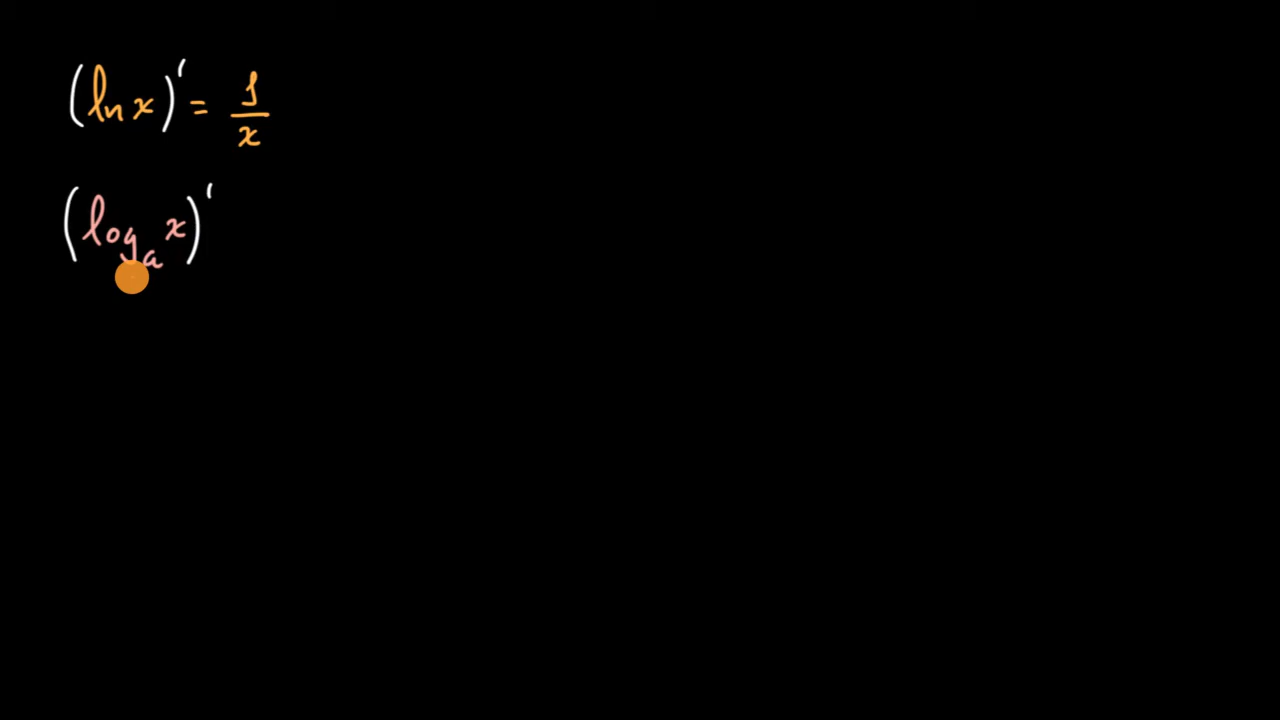 (ln x)' = 1/x
(log_a x)'